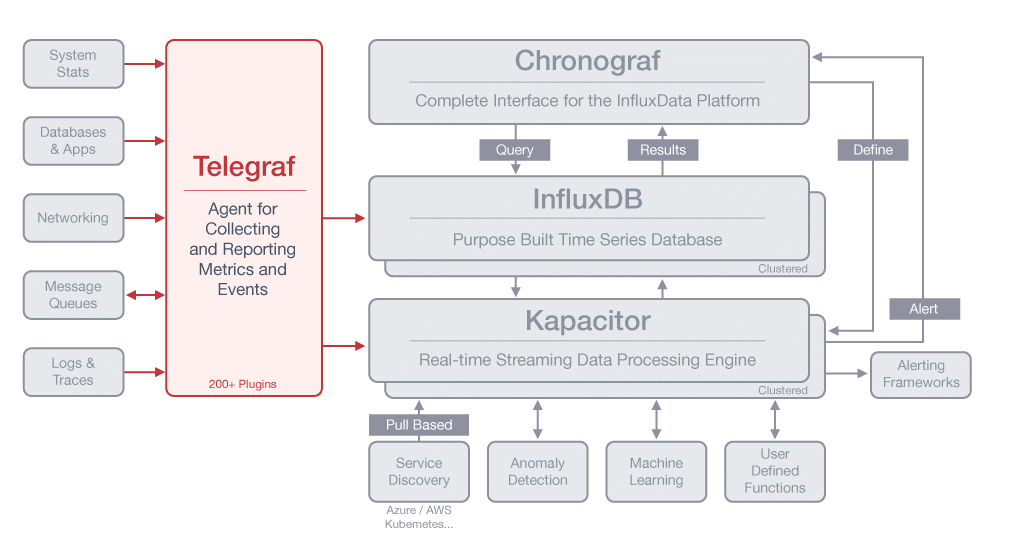 System
Stats
Databases
& Apps
Networking
Message
Queues
Logs &
Traces
Telegraf
Agent for
Collecting
and Reporting
Metrics and
Events
200+ Plugins
Chronograf
Complete Interface for the InfluxData Platform
Query
Results
Define
InfluxDB
Purpose Built Time Series Database
Clustered
Alert
Kapacitor
Real-time Streaming Data Processing Engine
Clustered
Alerting
Frameworks
Pull Based
Service
Discovery
Azure / AWS
Kubernetes...
Anomaly
Detection
Machine
Learning
User
Defined
Functions